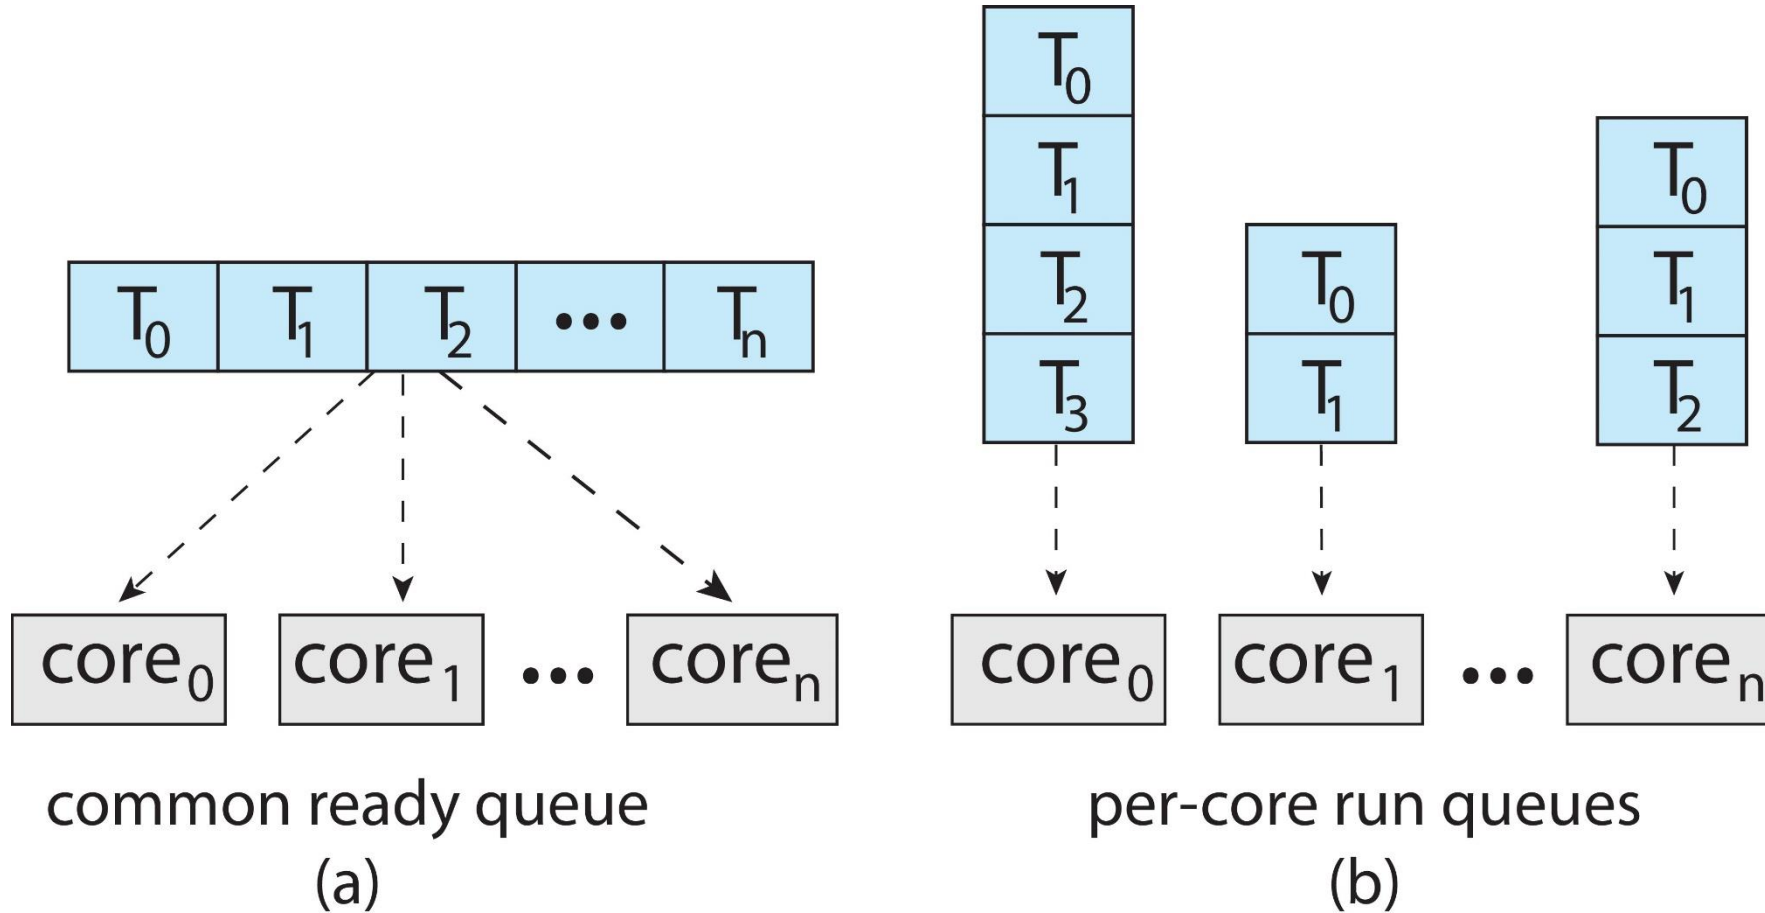 T0 T1 T2 ••• Tn
core0 core1 ••• coren
common ready queue
(a)
T0
T1
T2
T3
T0
T1
T0
T1
T2
core0 core1 ••• coren
per-core run queues
(b)